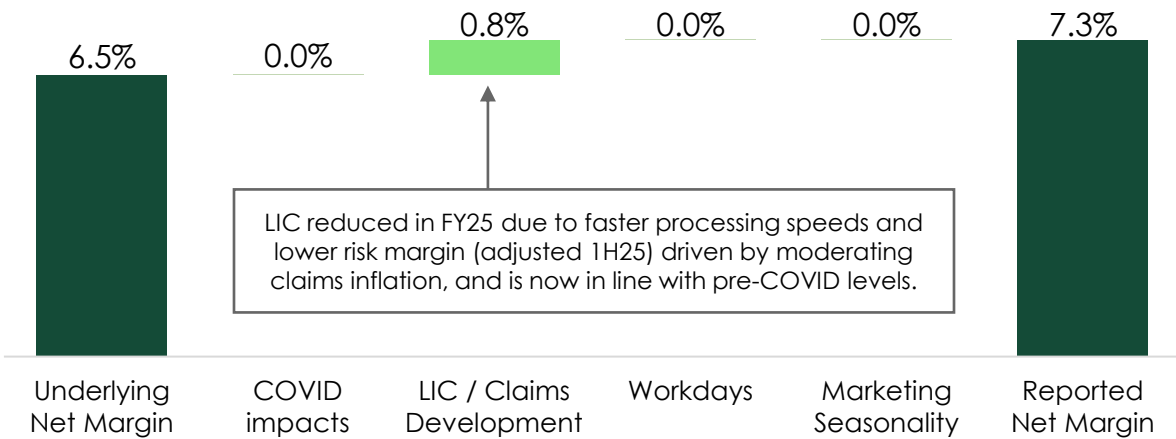 6.5%
0.0%
0.8%
0.0%
0.0%
7.3%
LIC reduced in FY25 due to faster processing speeds and
lower risk margin (adjusted 1H25) driven by moderating
claims inflation, and is now in line with pre-COVID levels.
Underlying
Net Margin
COVID
impacts
LIC / Claims
Development
Workdays
Marketing
Seasonality
Reported
Net Margin